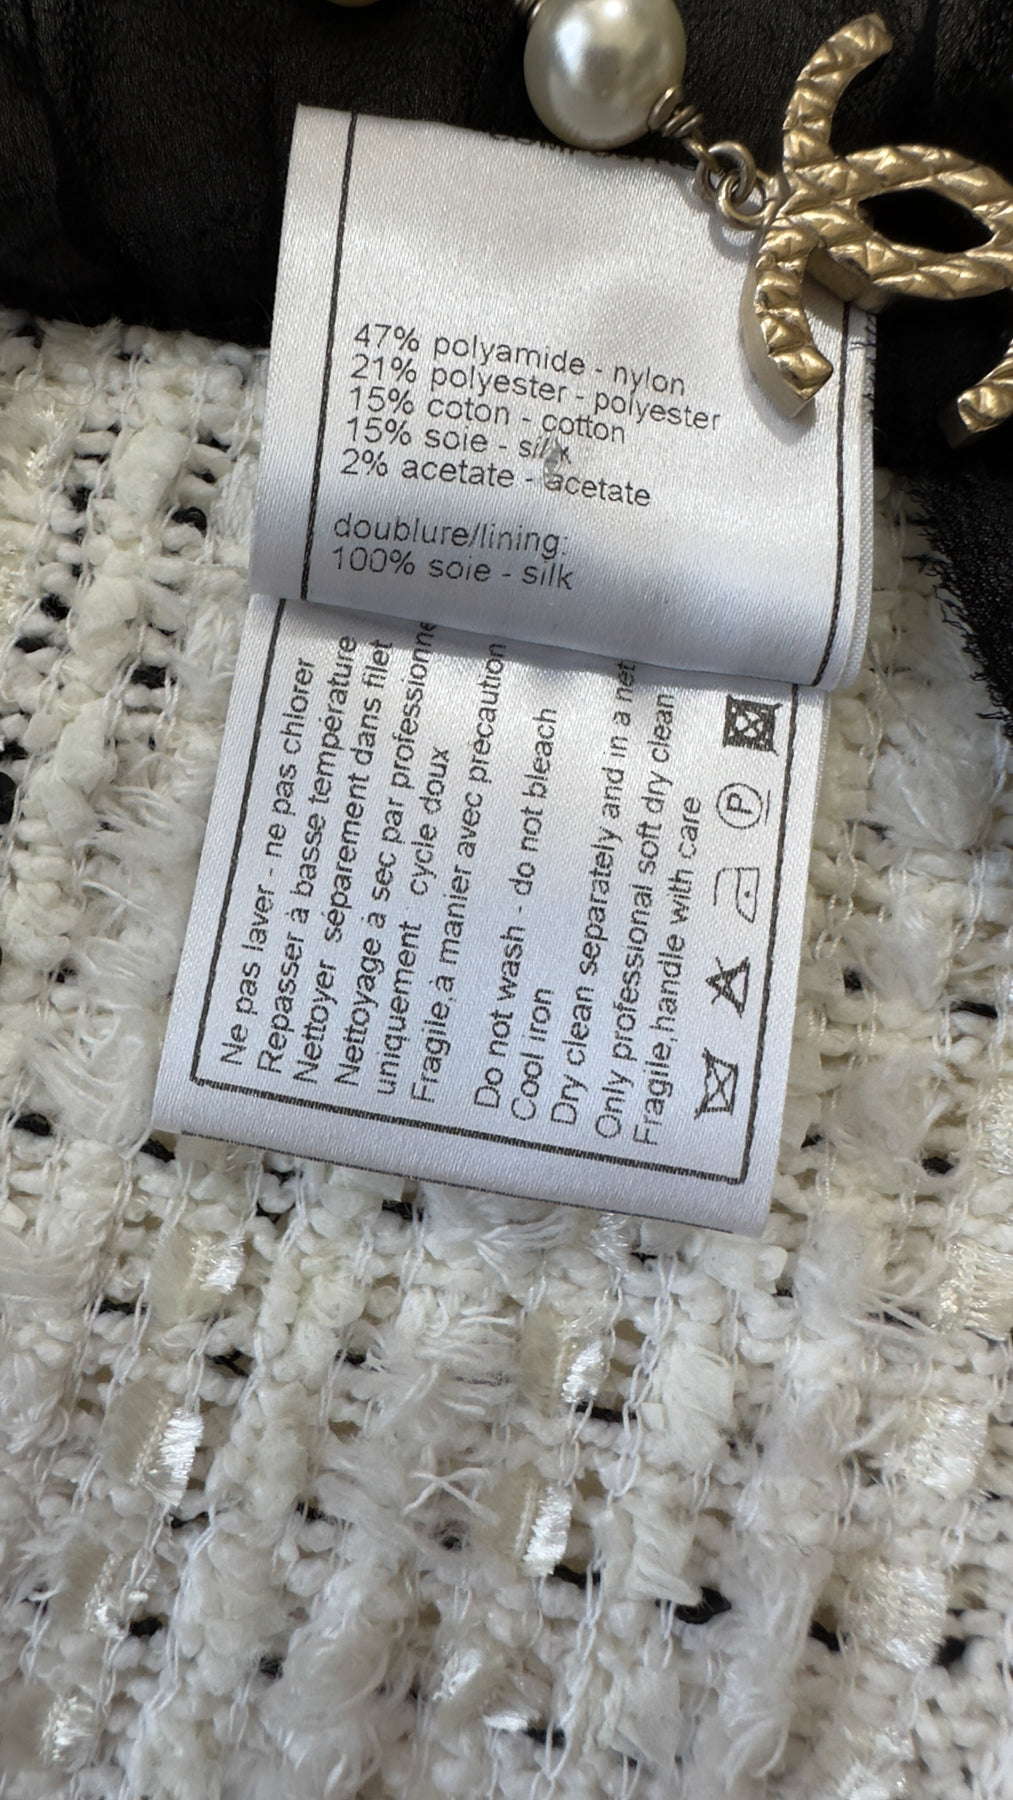 47% polyamide - nylon
21% polyester - polyester
15% coton - cotton
15% soie - silk
2% acetate - acetate
doublure/lining:
100% soie - silk
Ne pas laver - ne pas chlorer
Repasser à basse température
Nettoyer séparement dans filet
Nettoyage à sec par professionne
uniquement cycle doux
Fragile,à manier avec précaution
Do not wash - do not bleach
Cool iron
Dry clean separately and in a net
Only professional soft dry clean
Fragile,handle with care
P